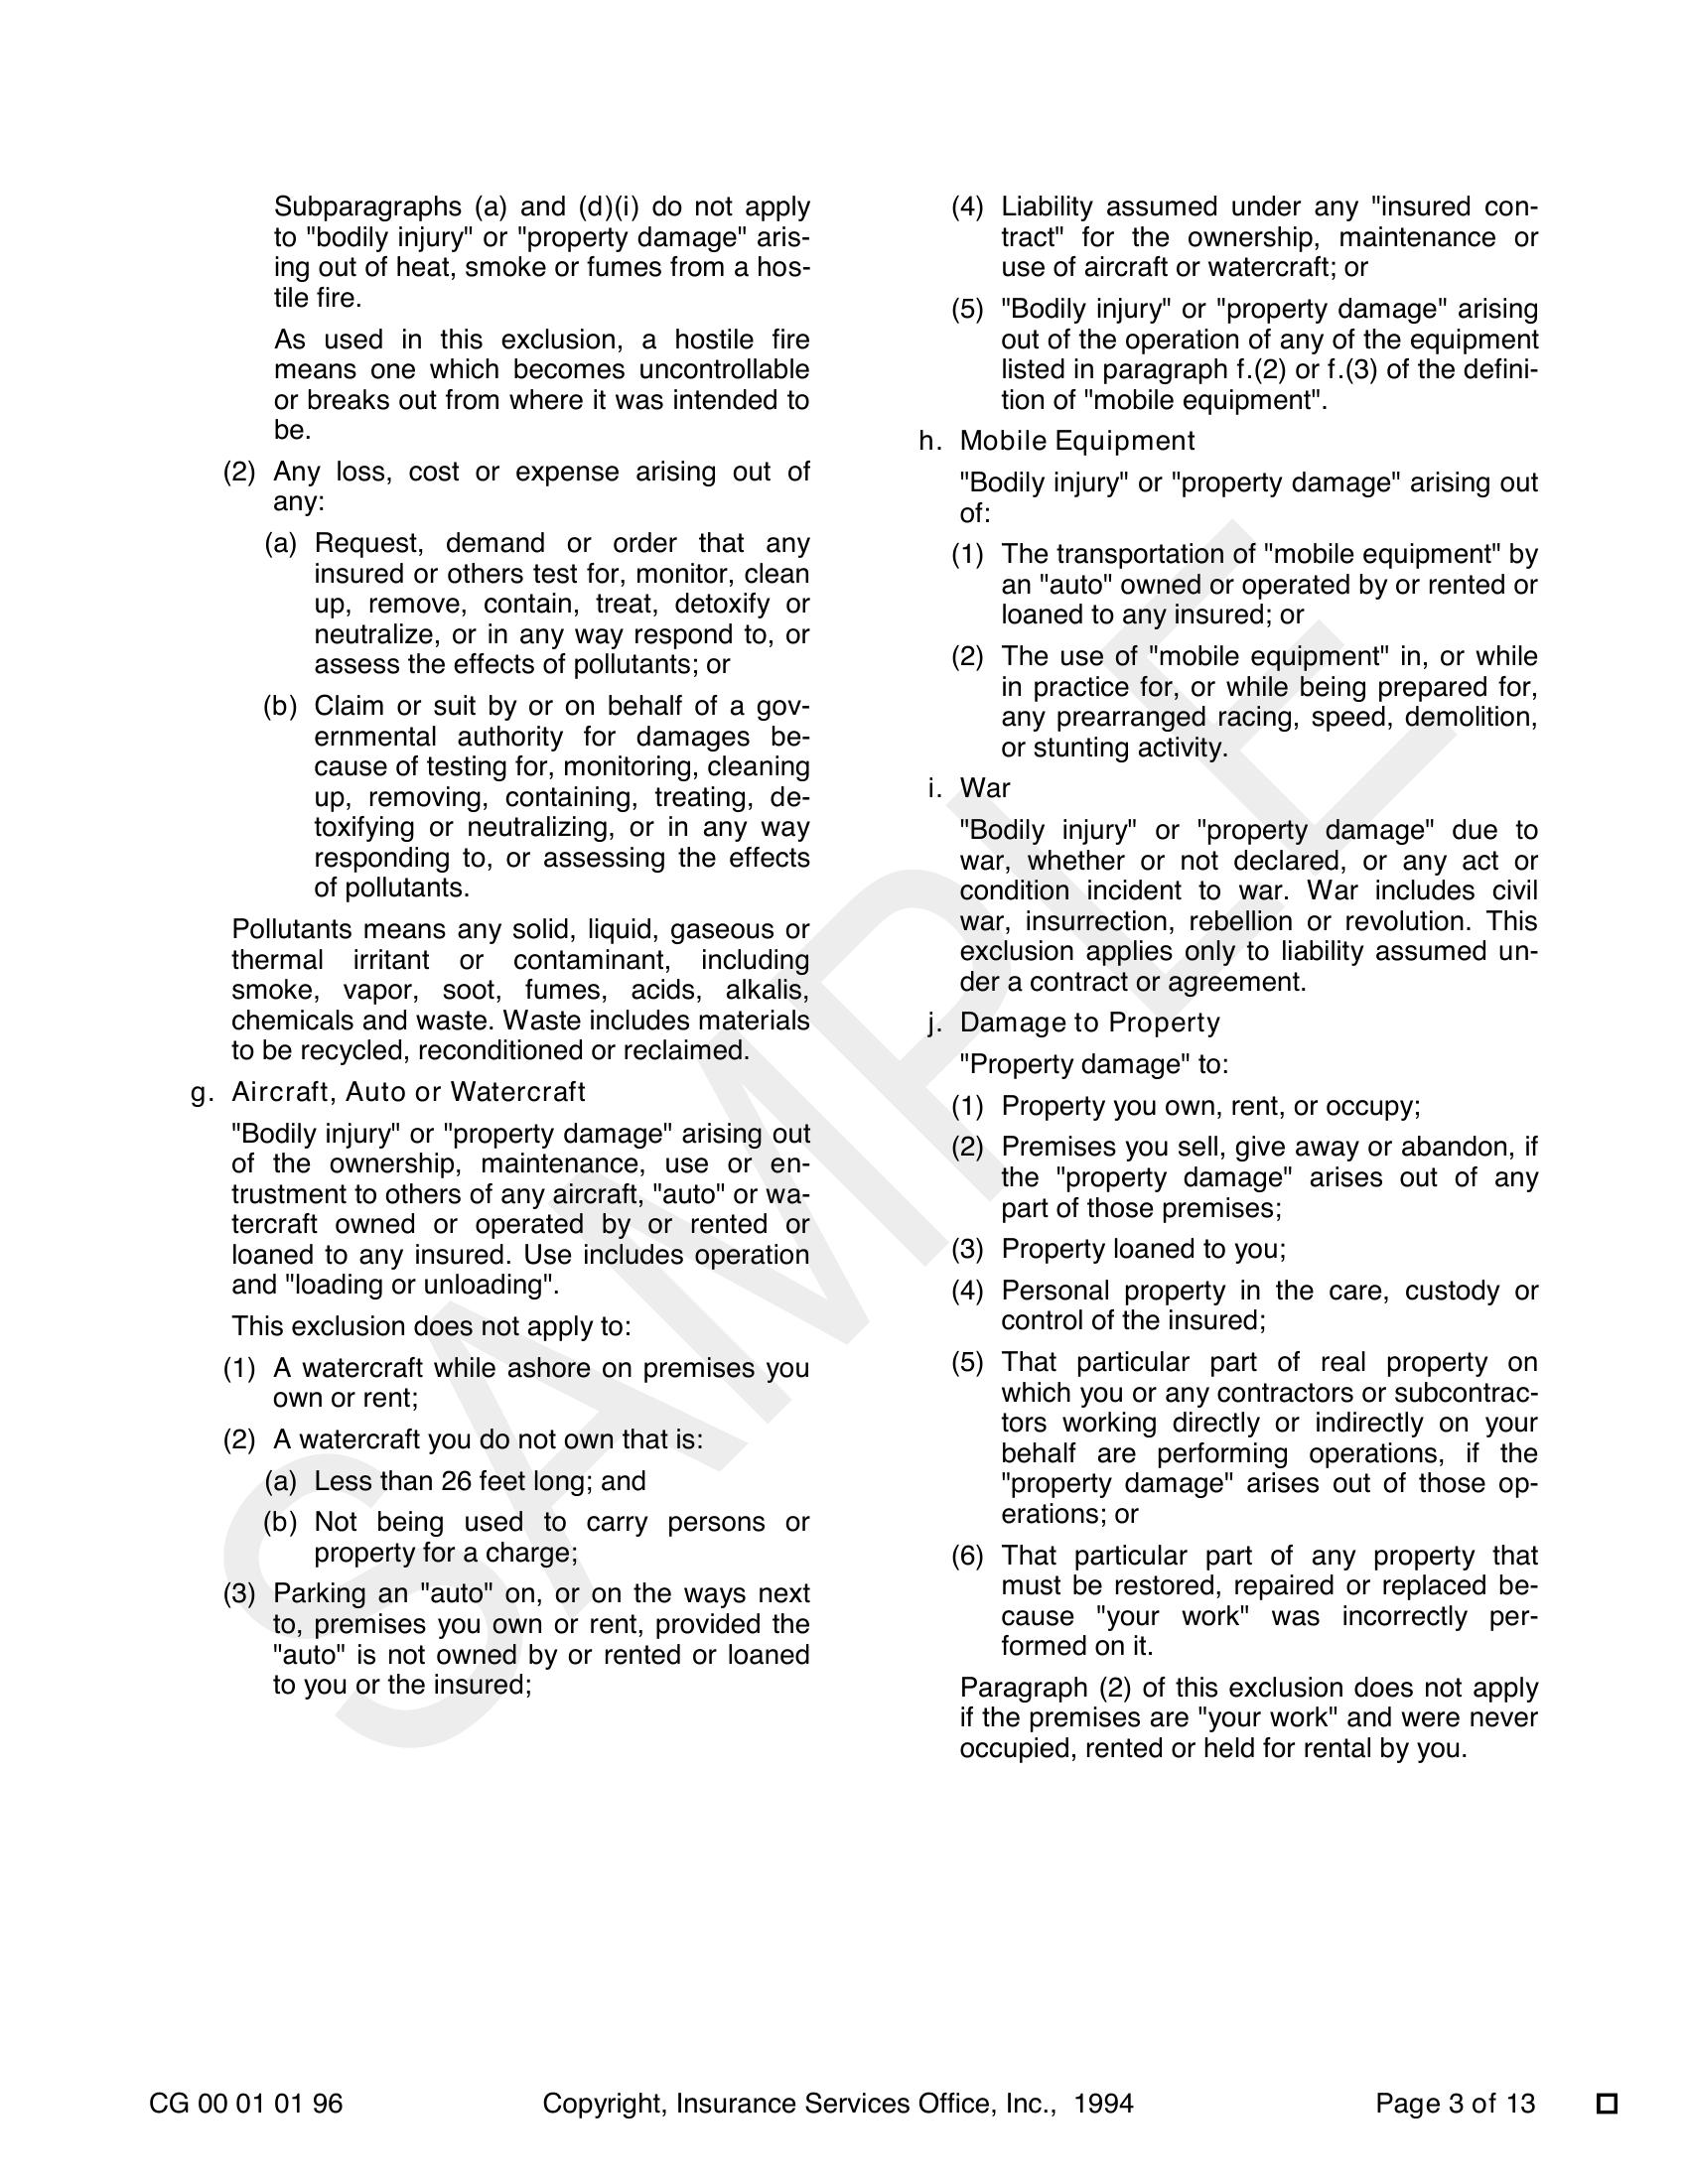 Subparagraphs (a) and (d)(i) do not apply
to "bodily injury" or "property damage" aris-
ing out of heat, smoke or fumes from a hos-
tile fire.
As used in this exclusion, a hostile fire
means one which becomes uncontrollable
or breaks out from where it was intended to
be.
(2) Any loss, cost or expense arising out of
any:
(a) Request, demand or order that any
insured or others test for, monitor, clean
up, remove, contain, treat, detoxify or
neutralize, or in any way respond to, or
assess the effects of pollutants; or
(b) Claim or suit by or on behalf of a gov-
ernmental authority for damages be-
cause of testing for, monitoring, cleaning
up, removing, containing, treating, de-
toxifying or neutralizing, or in any way
responding to, or assessing the effects
of pollutants.
Pollutants means any solid, liquid, gaseous or
thermal irritant or contaminant, including
smoke, vapor, soot, fumes, acids, alkalis,
chemicals and waste. Waste includes materials
to be recycled, reconditioned or reclaimed.
g. Aircraft, Auto or Watercraft
"Bodily injury" or "property damage" arising out
of the ownership, maintenance, use or en-
trustment to others of any aircraft, "auto" or wa-
tercraft owned or operated by or rented or
loaned to any insured. Use includes operation
and "loading or unloading".
This exclusion does not apply to:
(1) A watercraft while ashore on premises you
own or rent;
(2) A watercraft you do not own that is:
(a) Less than 26 feet long; and
(b) Not being used to carry persons or
property for a charge;
(3) Parking an "auto" on, or on the ways next
to, premises you own or rent, provided the
"auto" is not owned by or rented or loaned
to you or the insured;
(4) Liability assumed under any "insured con-
tract" for the ownership, maintenance or
use of aircraft or watercraft; or
(5) "Bodily injury" or "property damage" arising
out of the operation of any of the equipment
listed in paragraph f.(2) or f.(3) of the defini-
tion of "mobile equipment".
h. Mobile Equipment
"Bodily injury" or "property damage" arising out
of:
(1) The transportation of "mobile equipment" by
an "auto" owned or operated by or rented or
loaned to any insured; or
(2) The use of "mobile equipment" in, or while
in practice for, or while being prepared for,
any prearranged racing, speed, demolition,
or stunting activity.
i. War
"Bodily injury" or "property damage" due to
war, whether or not declared, or any act or
condition incident to war. War includes civil
war, insurrection, rebellion or revolution. This
exclusion applies only to liability assumed un-
der a contract or agreement.
j. Damage to Property
"Property damage" to:
(1) Property you own, rent, or occupy;
(2) Premises you sell, give away or abandon, if
the "property damage" arises out of any
part of those premises;
(3) Property loaned to you;
(4) Personal property in the care, custody or
control of the insured;
(5) That particular part of real property on
which you or any contractors or subcontrac-
tors working directly or indirectly on your
behalf are performing operations, if the
"property damage" arises out of those op-
erations; or
(6) That particular part of any property that
must be restored, repaired or replaced be-
cause "your work" was incorrectly per-
formed on it.
Paragraph (2) of this exclusion does not apply
if the premises are "your work" and were never
occupied, rented or held for rental by you.
SAMPLE
CG 00 01 01 96 Copyright, Insurance Services Office, Inc., 1994 Page 3 of 13